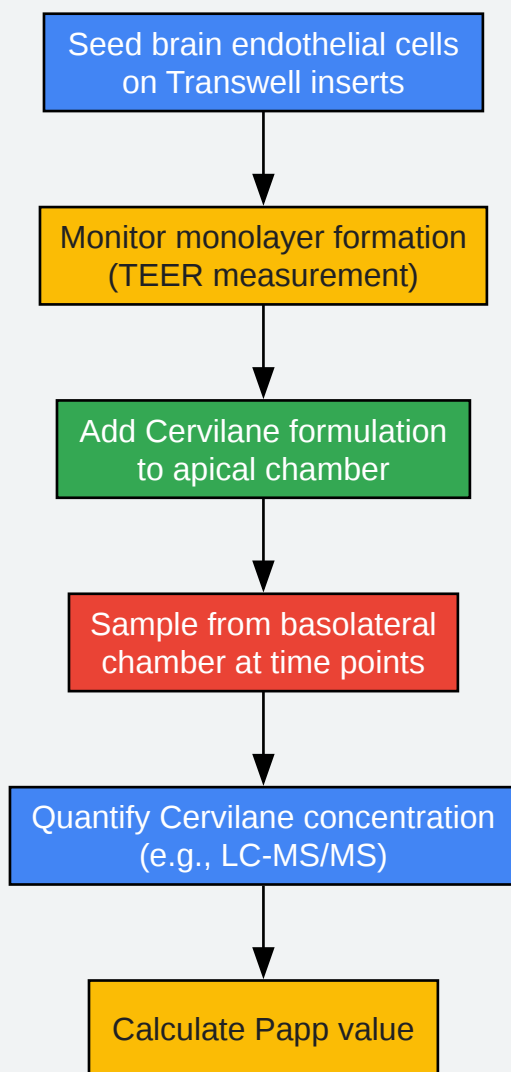 Seed brain endothelial cells
on Transwell inserts
Monitor monolayer formation
(TEER measurement)
Add Cervilane formulation
to apical chamber
Sample from basolateral
chamber at time points
Quantify Cervilane concentration
(e.g., LC-MS/MS)
Calculate Papp value